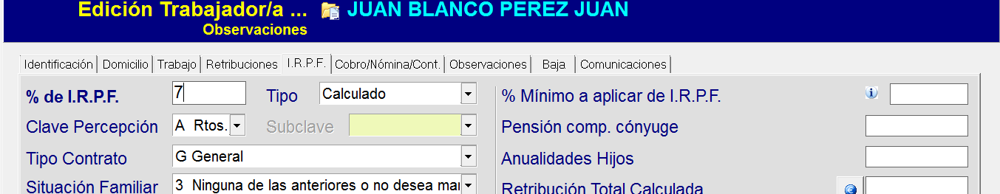 Edición Trabajador/a ... JUAN BLANCO PEREZ JUAN
Observaciones
Identificación Domicilio Trabajo Retribuciones I.R.P.F. Cobro/Nómina/Cont. Observaciones Baja Comunicaciones
% de I.R.P.F. 7 Tipo Calculado % Mínimo a aplicar de I.R.P.F.
Clave Percepción A Rtos. Subclave Pensión comp. cónyuge
Tipo Contrato G General Anualidades Hijos
Situación Familiar 3 Ninguna de las anteriores o no desea Retribución Total Calculada